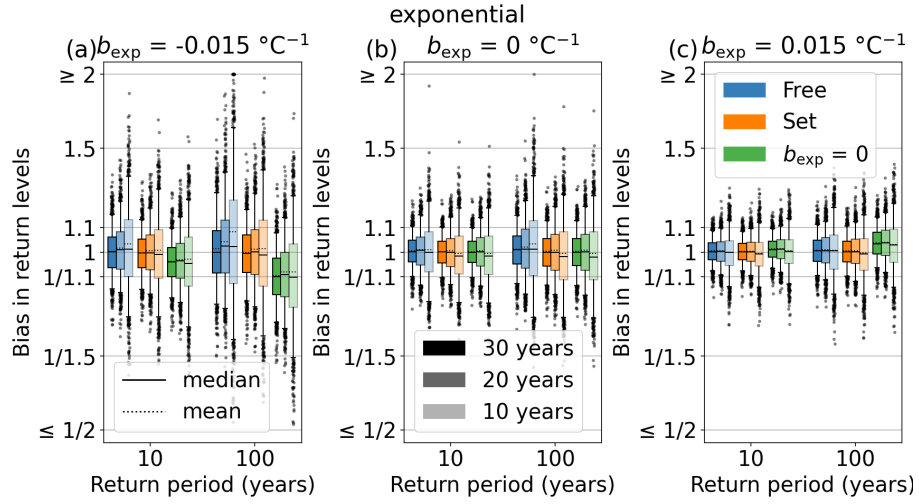 exponential
(a) b_exp = -0.015 °C⁻¹
(b) b_exp = 0 °C⁻¹
(c) b_exp = 0.015 °C⁻¹
Bias in return levels
≥ 2
1.5
1.1
1
1/1.1
1/1.5
≤ 1/2
median
mean
10
100
Return period (years)
Bias in return levels
≥ 2
1.5
1.1
1
1/1.1
1/1.5
≤ 1/2
30 years
20 years
10 years
10
100
Return period (years)
Bias in return levels
≥ 2
1.5
1.1
1
1/1.1
1/1.5
≤ 1/2
Free
Set
b_exp = 0
10
100
Return period (years)